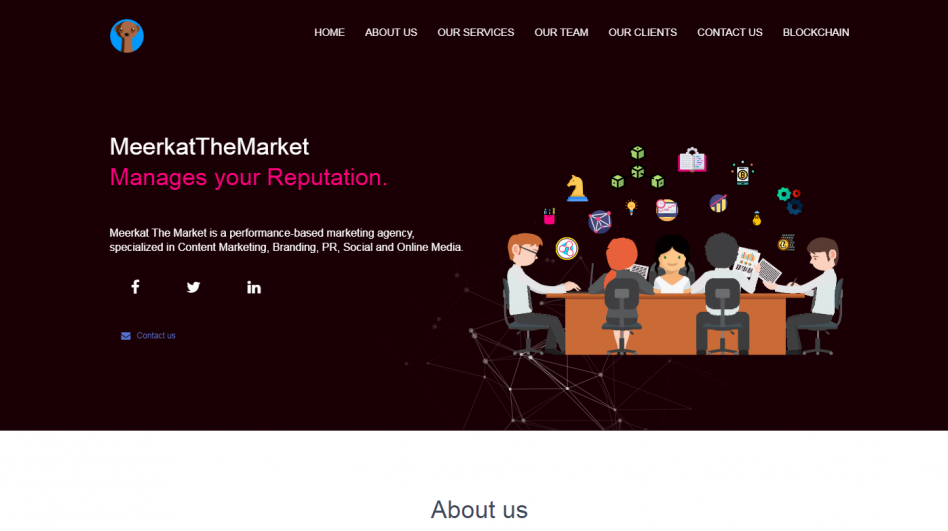 HOME
ABOUT US
OUR SERVICES
OUR TEAM
OUR CLIENTS
CONTACT US
BLOCKCHAIN
MeerkatTheMarket
Manages your Reputation.
Meerkat The Market is a performance-based marketing agency,
specialized in Content Marketing, Branding, PR, Social and Online Media.
Contact us
About us